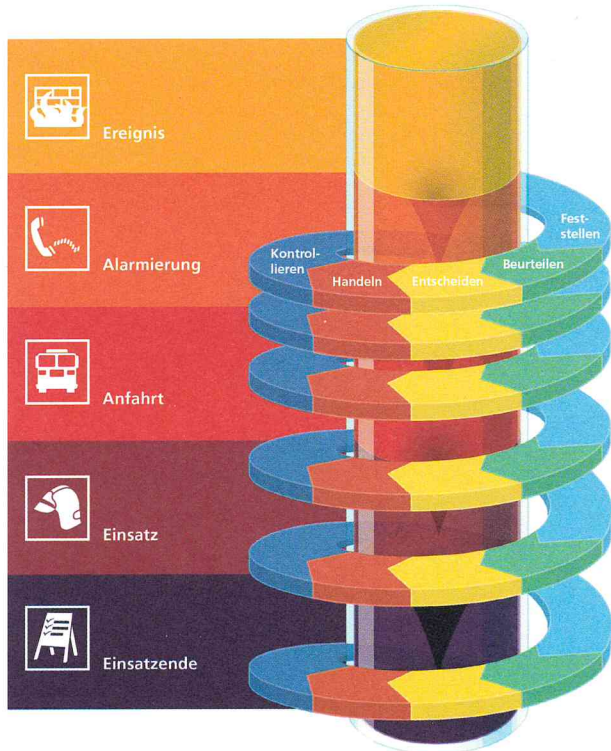 Ereignis
Alarmierung
Anfahrt
Einsatz
Einsatzende
Fest-
stellen
Beurteilen
Entscheiden
Handeln
Kontrol-
lieren